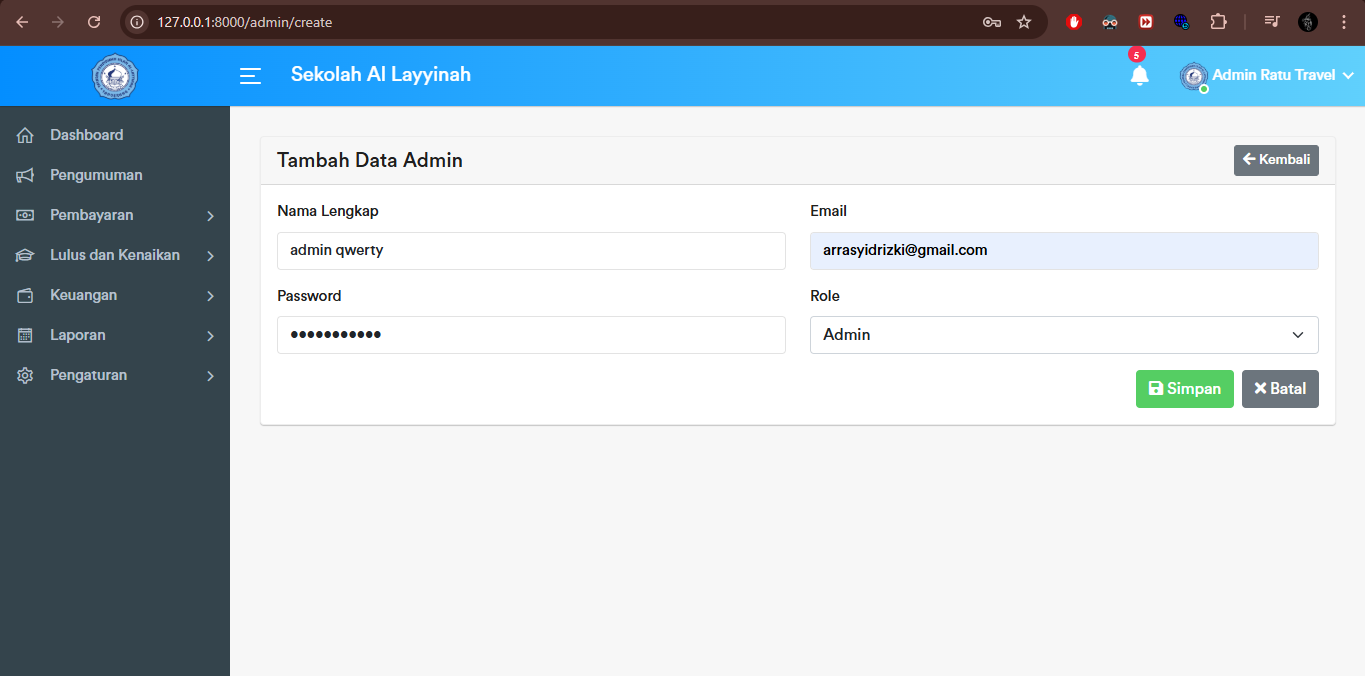 127.0.0.1:8000/admin/create
Sekolah Al Layyinah
5
Admin Ratu Travel
Dashboard
Pengumuman
Pembayaran
Lulus dan Kenaikan
Keuangan
Laporan
Pengaturan
Tambah Data Admin
Kembali
Nama Lengkap
Email
admin qwerty
arrasyidrizki@gmail.com
Password
Role
•••••••••••
Admin
Simpan
Batal